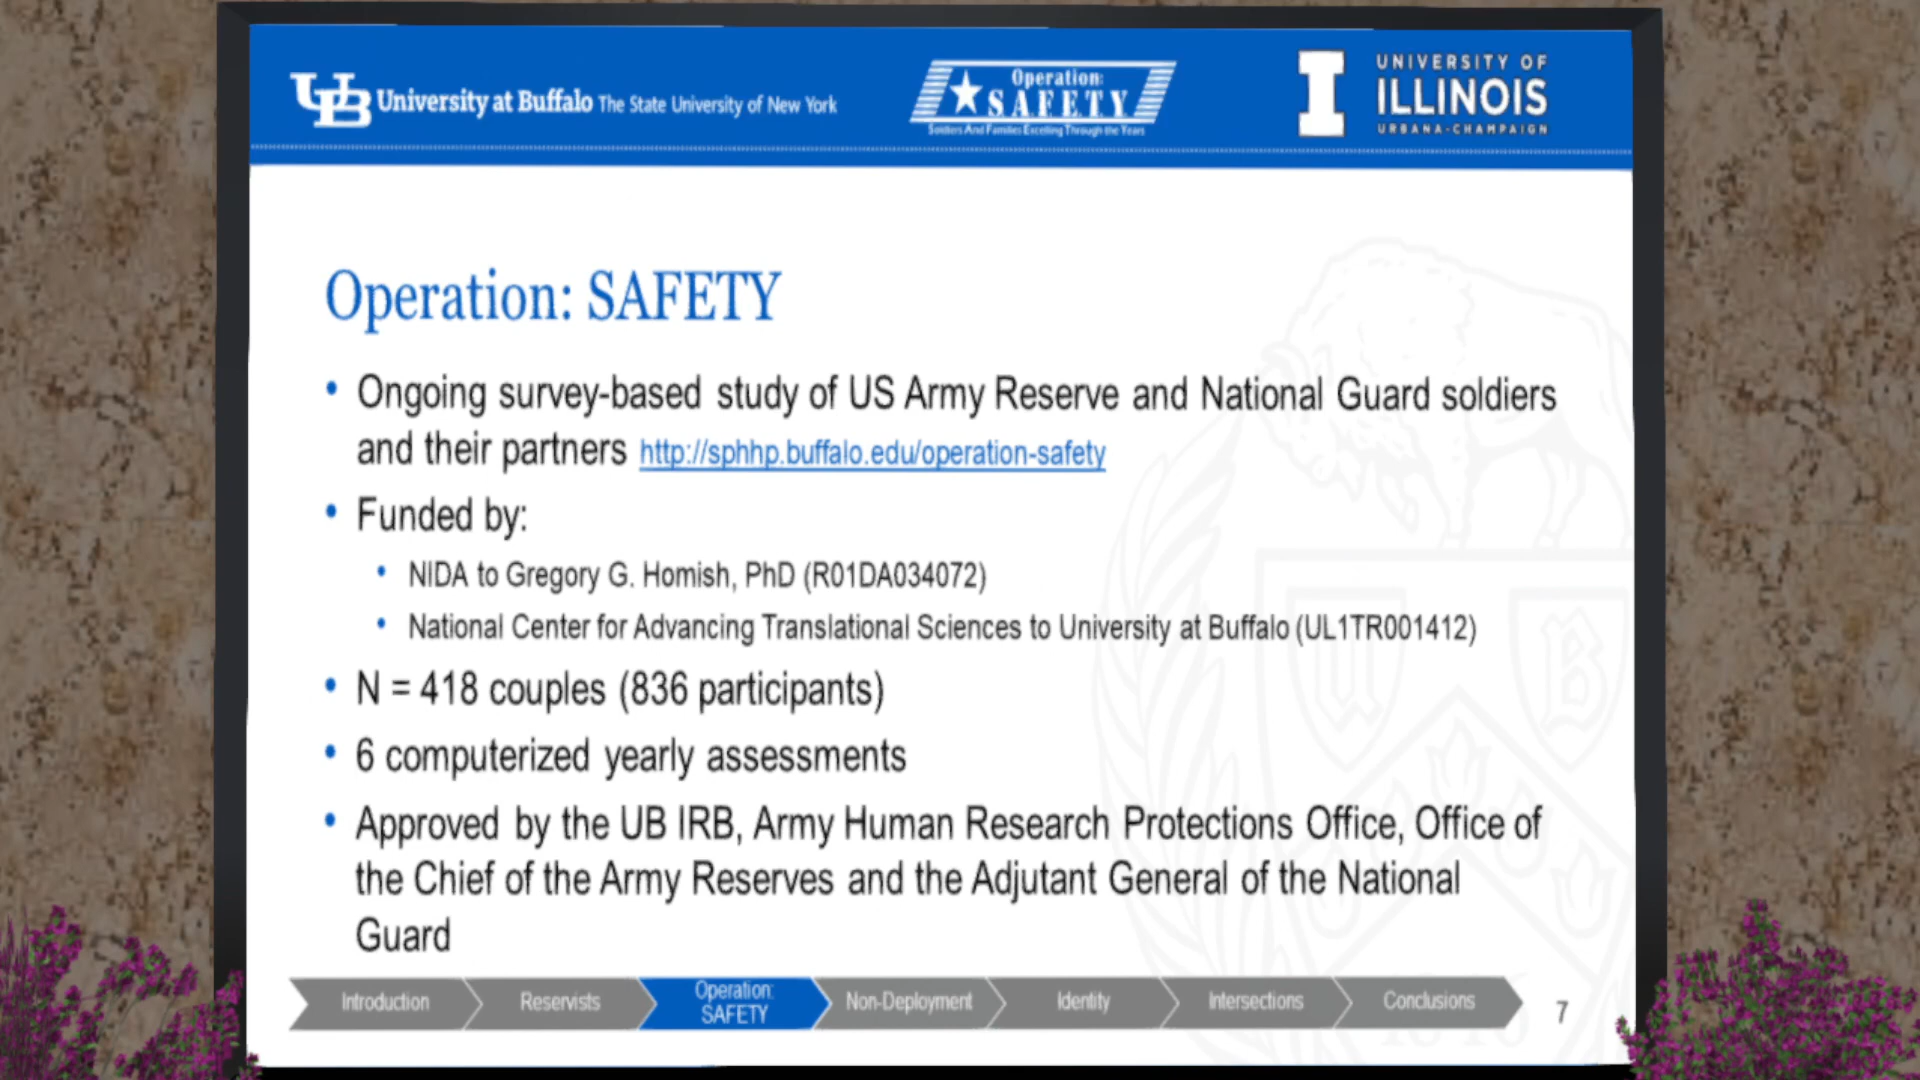 UB University at Buffalo The State University of New York
Operation:
SAFETY
Soldiers And Families Excelling Through the Years
I UNIVERSITY OF
ILLINOIS
URBANA-CHAMPAIGN
Operation: SAFETY
• Ongoing survey-based study of US Army Reserve and National Guard soldiers
and their partners http://sphhp.buffalo.edu/operation-safety
• Funded by:
• NIDA to Gregory G. Homish, PhD (R01DA034072)
• National Center for Advancing Translational Sciences to University at Buffalo (UL1TR001412)
• N = 418 couples (836 participants)
• 6 computerized yearly assessments
• Approved by the UB IRB, Army Human Research Protections Office, Office of
the Chief of the Army Reserves and the Adjutant General of the National
Guard
U B
1846
Introduction
Reservists
Operation:
SAFETY
Non-Deployment
Identity
Intersections
Conclusions
7